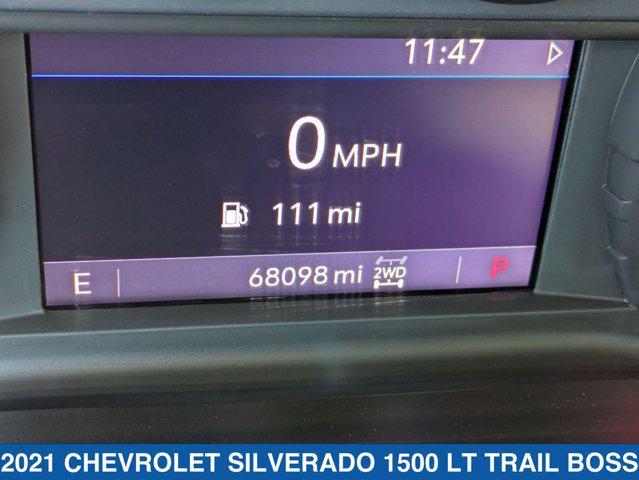 11:47
0 MPH
111 mi
E 68098 mi 2WD P
2021 CHEVROLET SILVERADO 1500 LT TRAIL BOSS